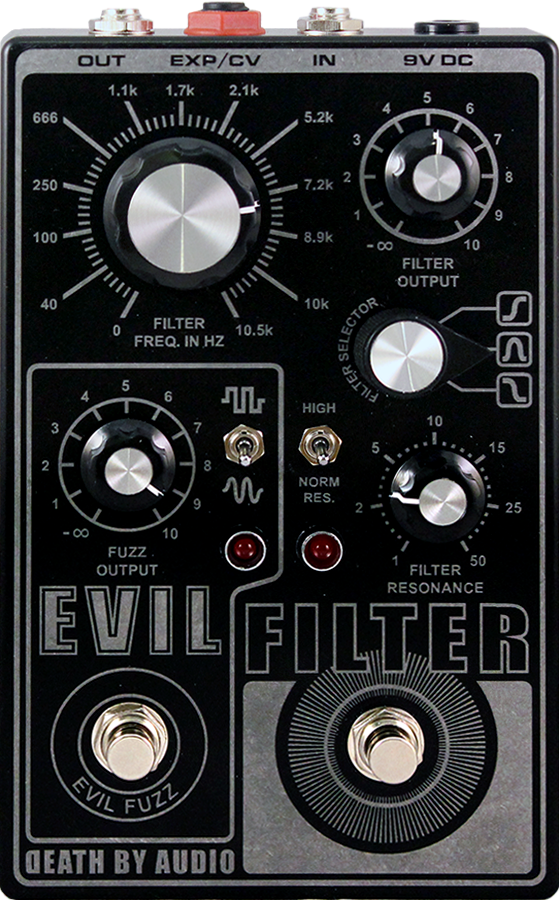 OUT EXP/CV IN 9V DC
1.1k 1.7k 2.1k
666 5.2k
250 7.2k
100 8.9k
40 10k
0 10.5k
FILTER
FREQ. IN HZ
5
4 6
3 7
2 8
1 9
-∞ 10
FILTER
OUTPUT
FILTER SELECTOR
5
4 6
3 7
2 8
1 9
-∞ 10
FUZZ
OUTPUT
HIGH
NORM
RES.
10
5 15
2 25
1 50
FILTER
RESONANCE
EVIL
FILTER
EVIL FUZZ
DEATH BY AUDIO